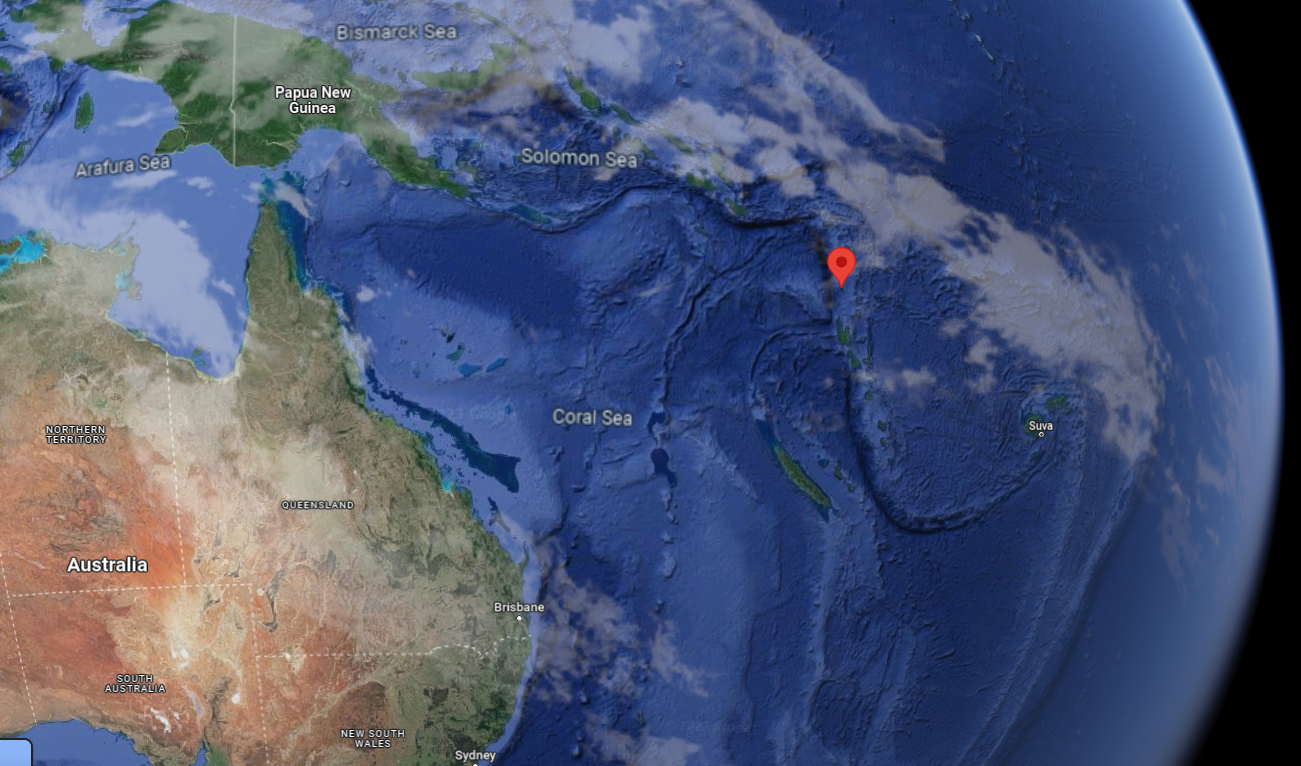 Bismarck Sea
Papua New
Guinea
Solomon Sea
Arafura Sea
Coral Sea
Suva
NORTHERN
TERRITORY
QUEENSLAND
Australia
Brisbane
SOUTH
AUSTRALIA
NEW SOUTH
WALES
Sydney